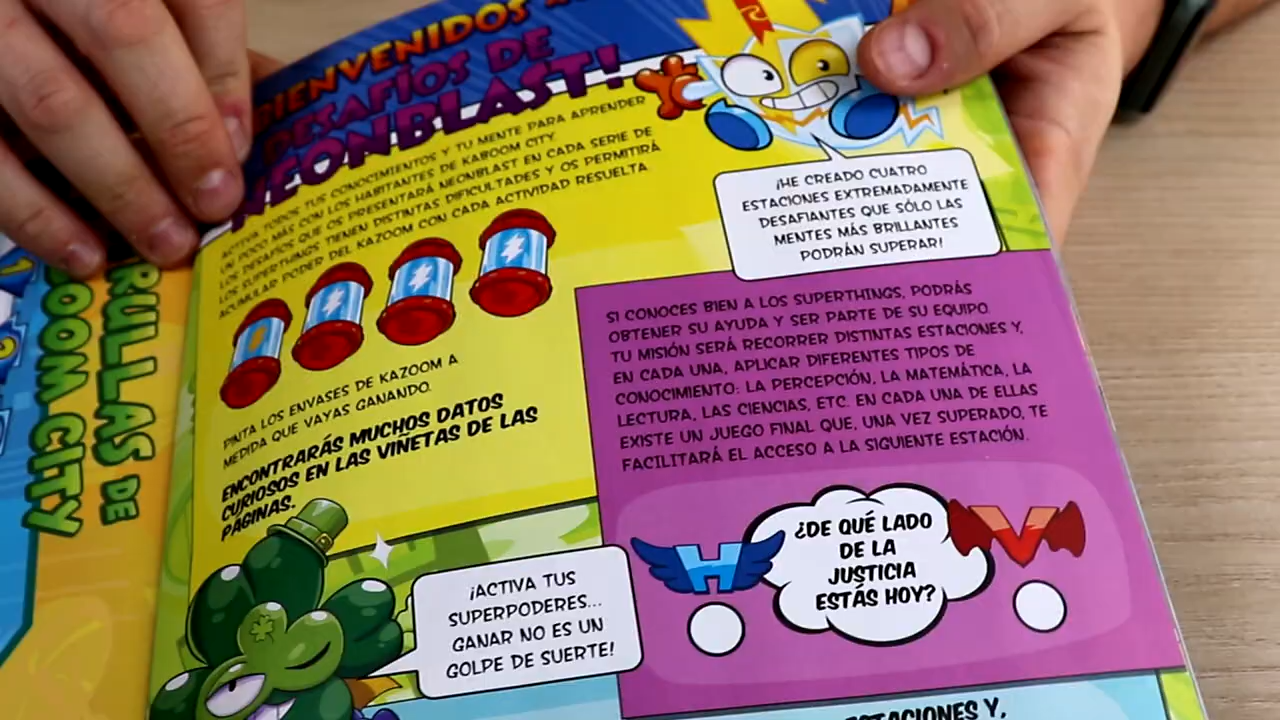 BIENVENIDOS
DESAFÍOS DE
NEONBLAST!
ACTIVA TODOS TUS CONOCIMIENTOS Y TU MENTE PARA APRENDER
UN POCO MÁS CON LOS HABITANTES DE KABOOM CITY.
LOS DESAFÍOS QUE OS PRESENTARÁ NEONBLAST EN CADA SERIE DE
LOS SUPERTHINGS TIENEN DISTINTAS DIFICULTADES Y OS PERMITIRÁ
ACUMULAR PODER DEL KAZOOM CON CADA ACTIVIDAD RESUELTA
PINTA LOS ENVASES DE KAZOOM A
MEDIDA QUE VAYAS GANANDO.
ENCONTRARÁS MUCHOS DATOS
CURIOSOS EN LAS VIÑETAS DE LAS
PÁGINAS.
¡HE CREADO CUATRO
ESTACIONES EXTREMADAMENTE
DESAFIANTES QUE SÓLO LAS
MENTES MÁS BRILLANTES
PODRÁN SUPERAR!
SI CONOCES BIEN A LOS SUPERTHINGS, PODRÁS
OBTENER SU AYUDA Y SER PARTE DE SU EQUIPO.
TU MISIÓN SERÁ RECORRER DISTINTAS ESTACIONES Y,
EN CADA UNA, APLICAR DIFERENTES TIPOS DE
CONOCIMIENTO: LA PERCEPCIÓN, LA MATEMÁTICA, LA
LECTURA, LAS CIENCIAS, ETC. EN CADA UNA DE ELLAS
EXISTE UN JUEGO FINAL QUE, UNA VEZ SUPERADO, TE
FACILITARÁ EL ACCESO A LA SIGUIENTE ESTACIÓN.
¡ACTIVA TUS
SUPERPODERES...
GANAR NO ES UN
GOLPE DE SUERTE!
H
¿DE QUÉ LADO
DE LA
JUSTICIA
ESTÁS HOY?
V
ESTACIONES Y,
RULLAS DE
OOM CITY